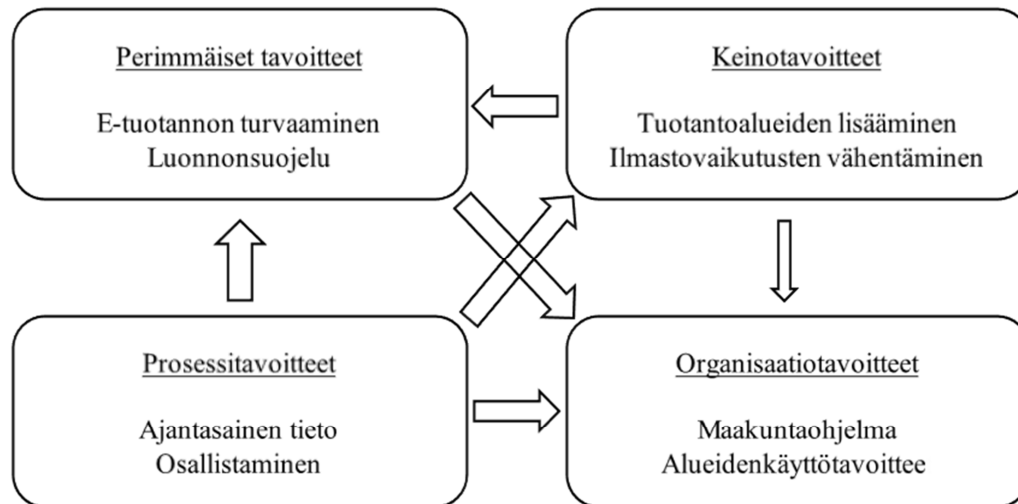 Perimmäiset tavoitteet
E-tuotannon turvaaminen
Luonnonsuojelu
Keinotavoitteet
Tuotantoalueiden lisääminen
Ilmastovaikutusten vähentäminen
Prosessitavoitteet
Ajantasainen tieto
Osallistaminen
Organisaatiotavoitteet
Maakuntaohjelma
Alueidenkäyttötavoittee